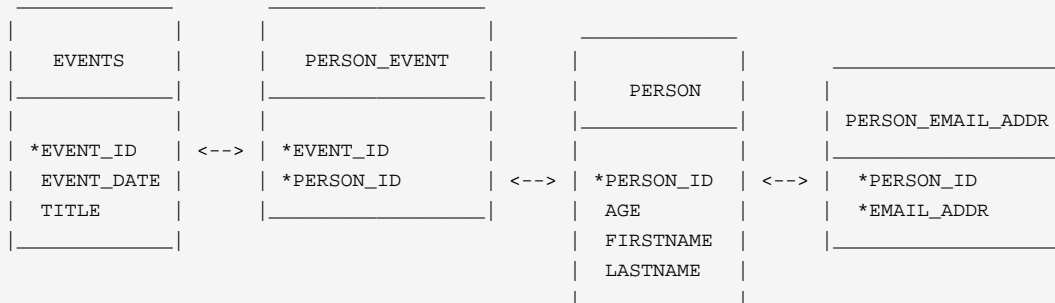 EVENTS PERSON_EVENT
PERSON
PERSON_EMAIL_ADDR
*EVENT_ID <--> *EVENT_ID
EVENT_DATE *PERSON_ID <--> *PERSON_ID <--> *PERSON_ID
TITLE AGE *EMAIL_ADDR
FIRSTNAME
LASTNAME